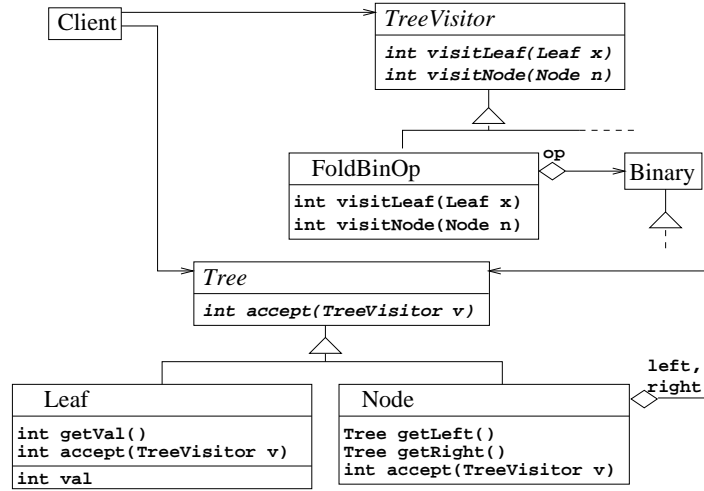 Client
TreeVisitor
int visitLeaf(Leaf x)
int visitNode(Node n)
FoldBinOp
int visitLeaf(Leaf x)
int visitNode(Node n)
op
Binary
Tree
int accept(TreeVisitor v)
Leaf
int getVal()
int accept(TreeVisitor v)
int val
Node
Tree getLeft()
Tree getRight()
int accept(TreeVisitor v)
left,
right